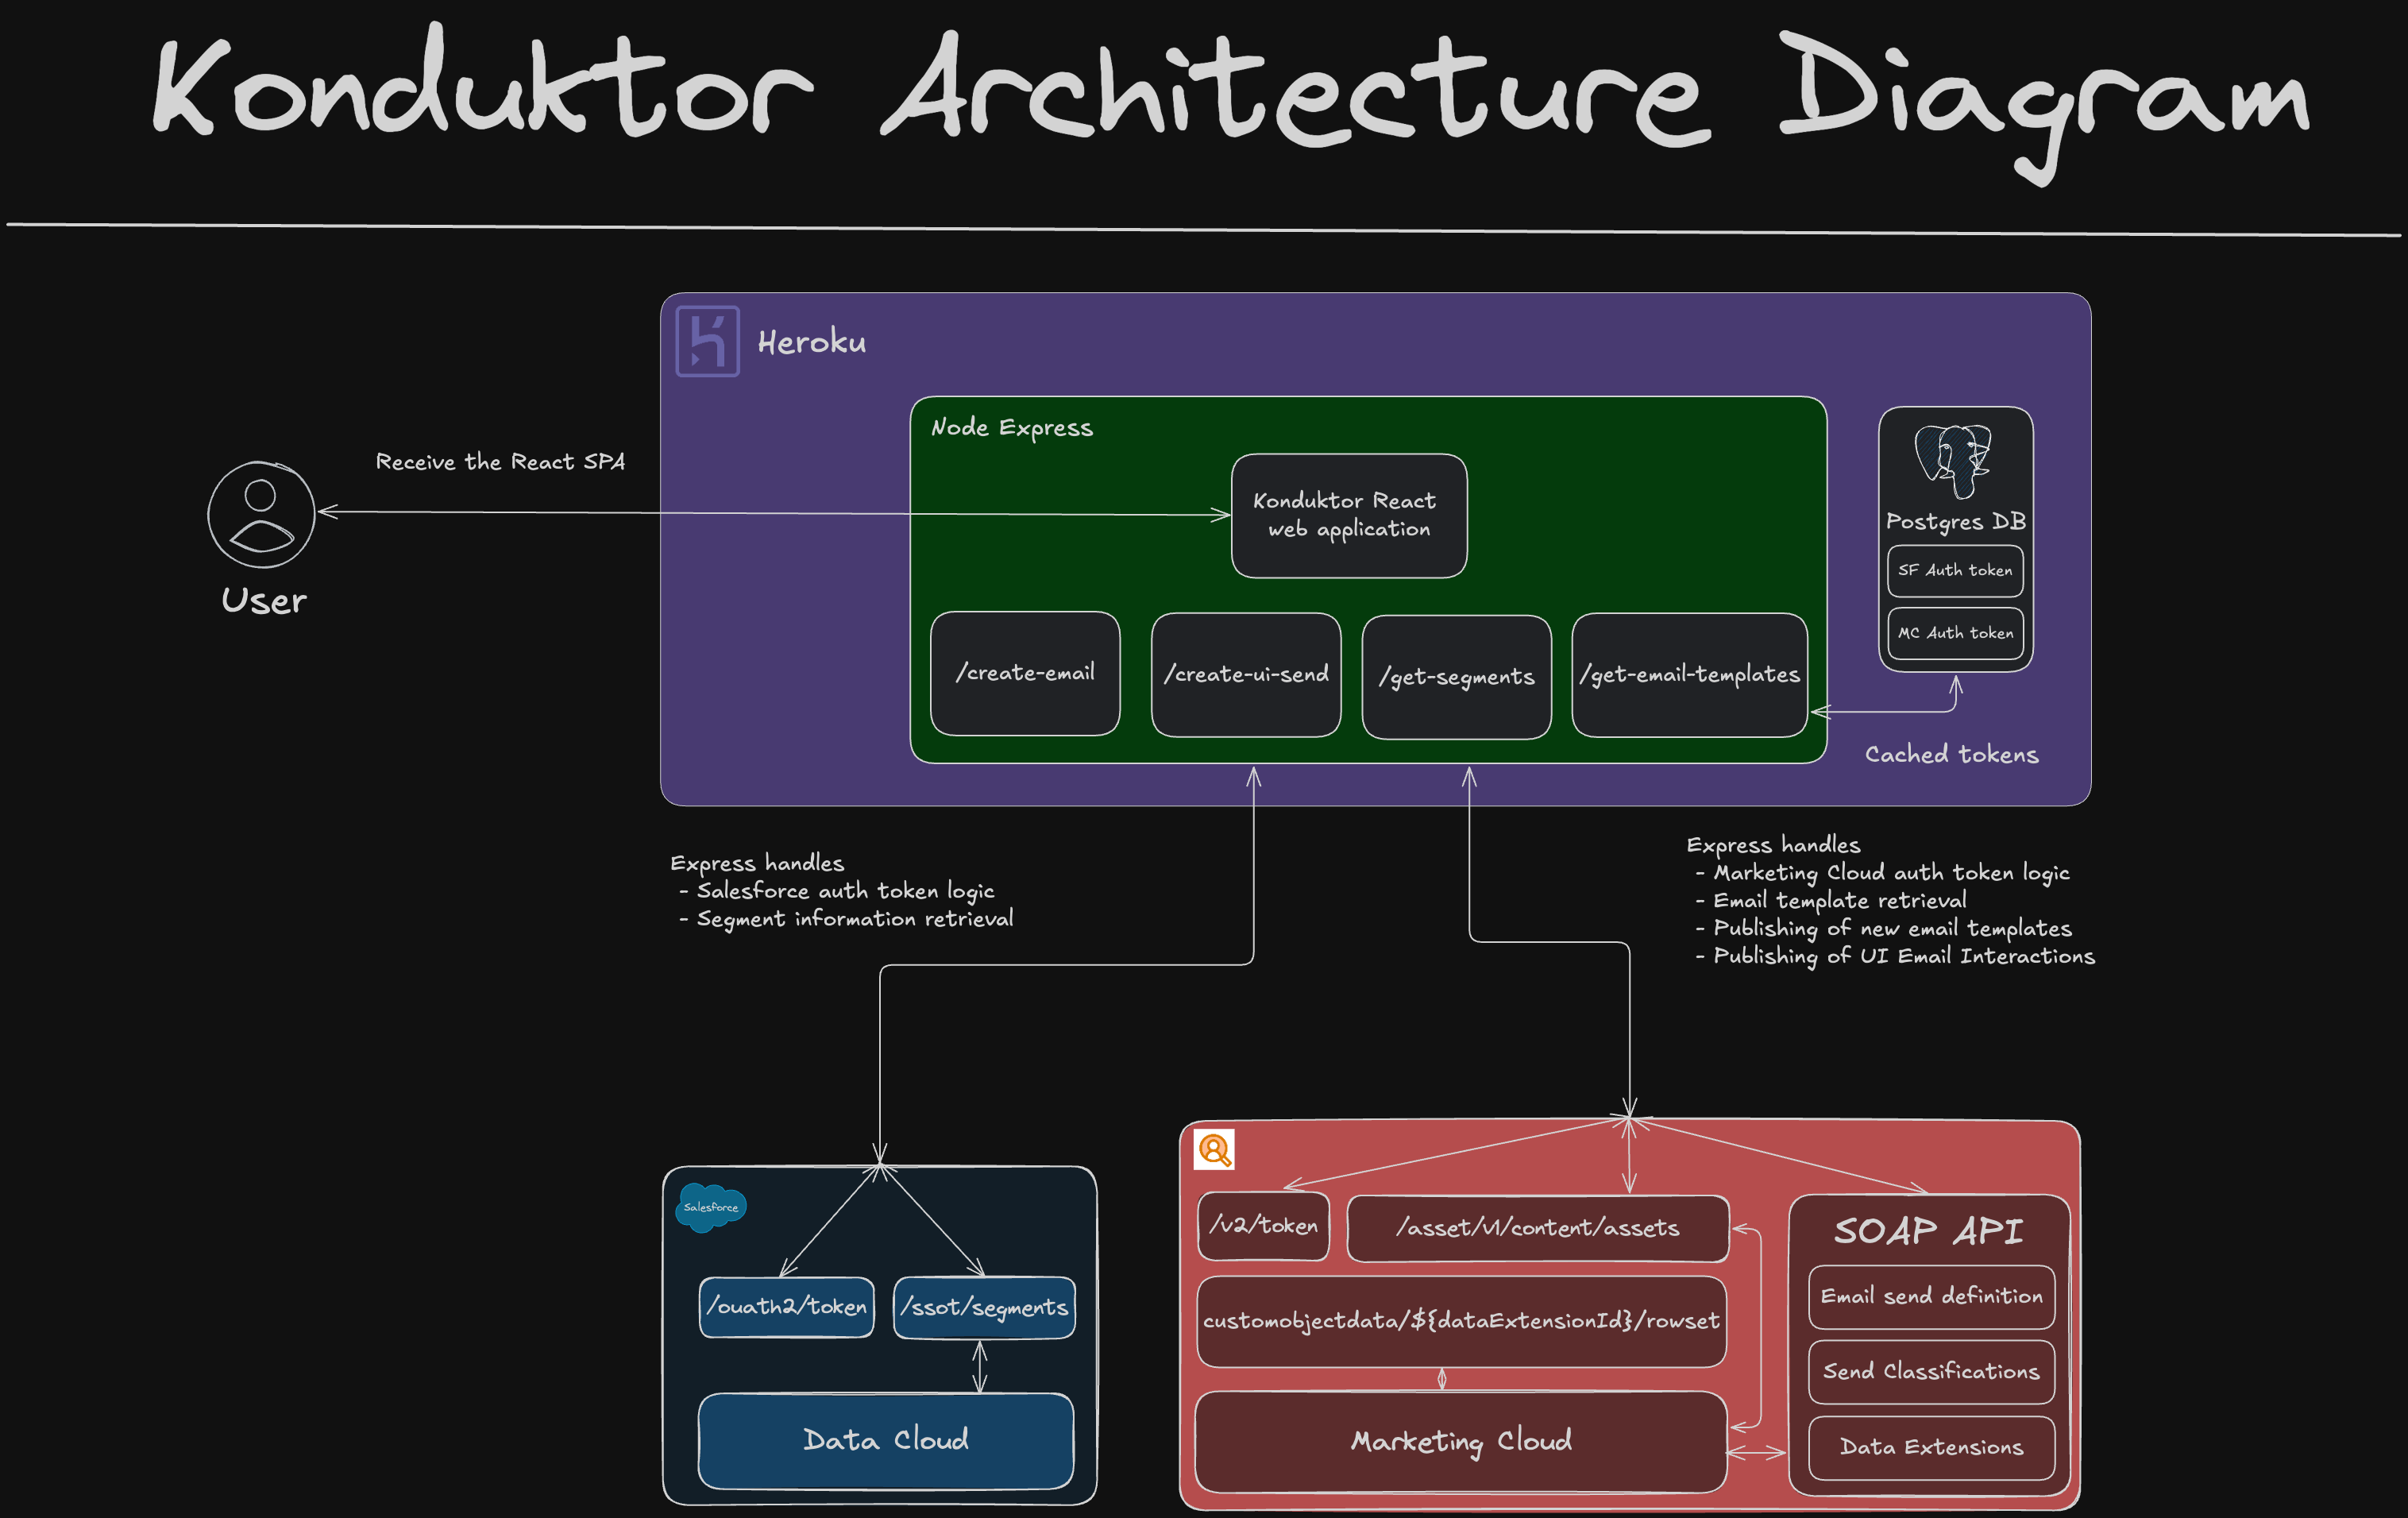 Konduktor Architecture Diagram
Heroku
Node Express
Receive the React SPA
Konduktor React
web application
Postgres DB
SF Auth token
MC Auth token
User
/create-email
/create-ui-send
/get-segments
/get-email-templates
Cached tokens
Express handles
- Salesforce auth token logic
- Segment information retrieval
Express handles
- Marketing Cloud auth token logic
- Email template retrieval
- Publishing of new email templates
- Publishing of UI Email Interactions
Salesforce
/ouath2/token
/ssot/segments
Data Cloud
/v2/token
/asset/v1/content/assets
customobjectdata/${dataExtensionId}/rowset
Marketing Cloud
SOAP API
Email send definition
Send Classifications
Data Extensions